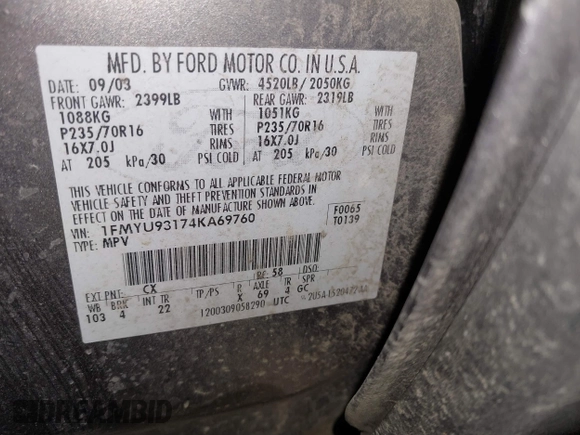 MFD. BY FORD MOTOR CO. IN U.S.A.
DATE: 09/03 GVWR: 4520LB/2050KG
FRONT GAWR: 2399LB REAR GAWR: 2319LB
1088KG WITH 1051KG WITH
P235/70R16 TIRES P235/70R16 TIRES
16X7.0J RIMS 16X7.0J RIMS
AT 205 kPa/30 PSI COLD AT 205 kPa/30 PSI COLD
THIS VEHICLE CONFORMS TO ALL APPLICABLE FEDERAL MOTOR
VEHICLE SAFETY AND THEFT PREVENTION STANDARDS IN
EFFECT ON THE DATE OF MANUFACTURE SHOWN ABOVE.
VIN: 1FMYU93174KA69760 F0065
TYPE: MPV T0139
EXT PNT: CX RF: 58 DSO:
WB BRK INT TR TP/PS R AXLE TR SPR
103 4 22 X 69 4 GC
1200309058290 UTC
DREAMBID